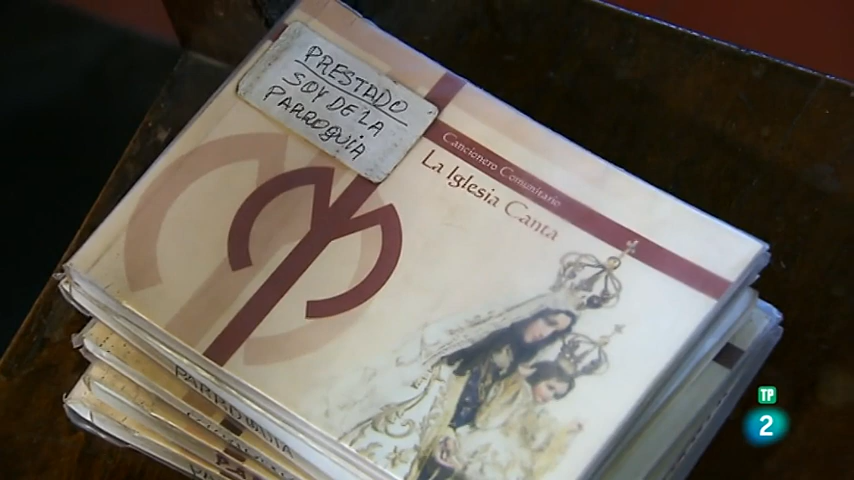 PRESTADO
SOY DE LA
PARROQUIA
Cancionero Comunitario
La Iglesia Canta
PARROQUIA
TP
2